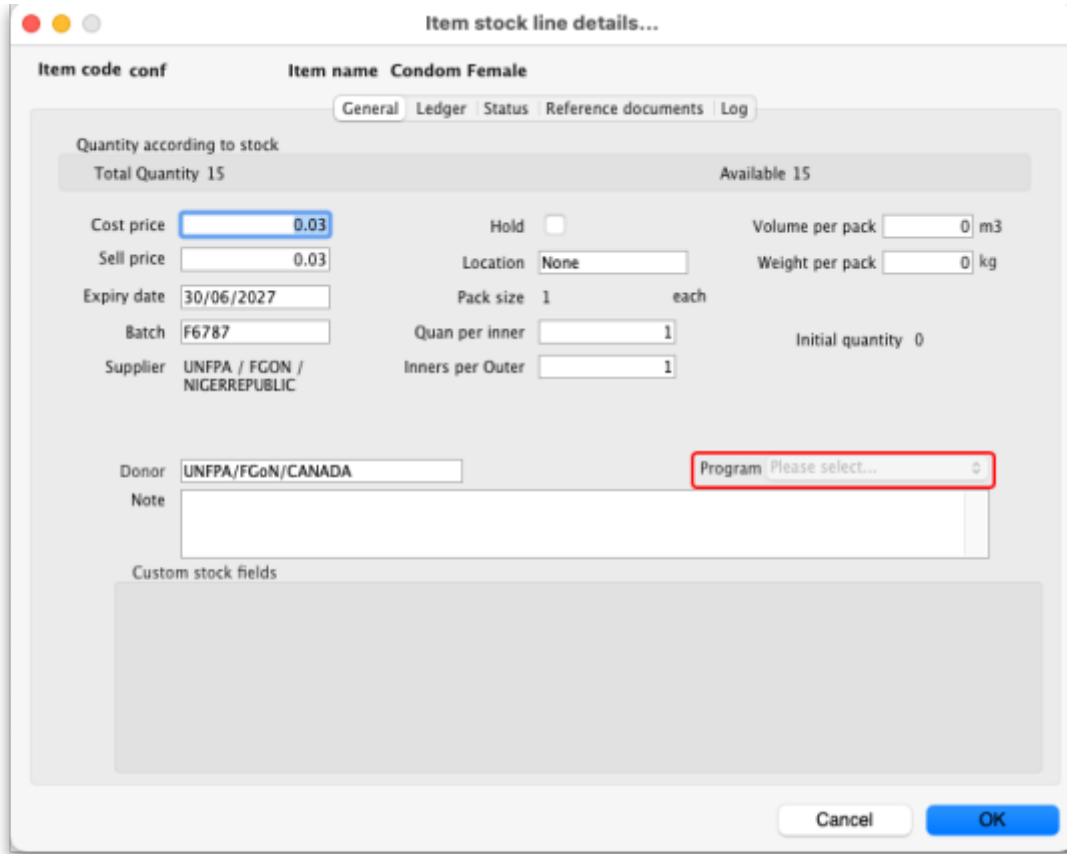 Item stock line details...
Item code conf Item name Condom Female
General Ledger Status Reference documents Log
Quantity according to stock
Total Quantity 15 Available 15
Cost price 0.03 Hold Volume per pack 0 m3
Sell price 0.03 Location None Weight per pack 0 kg
Expiry date 30/06/2027 Pack size 1 each
Batch F6787 Quan per inner 1 Initial quantity 0
Supplier UNFPA / FGON / Inners per Outer 1
NIGERREPUBLIC
Donor UNFPA/FGoN/CANADA Program Please select...
Note
Custom stock fields
Cancel OK